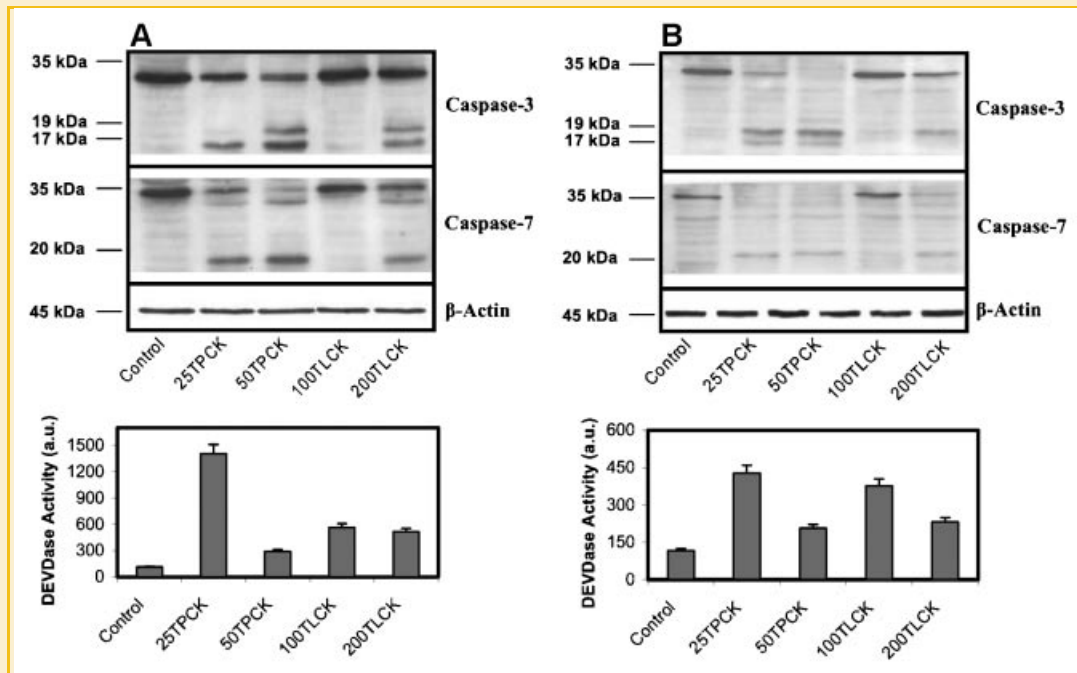 A
35 kDa
19 kDa
17 kDa
Caspase-3
35 kDa
20 kDa
Caspase-7
45 kDa
β-Actin
Control
25TPCK
50TPCK
100TLCK
200TLCK
DEVDase Activity (a.u.)
1500
1200
900
600
300
0
Control
25TPCK
50TPCK
100TLCK
200TLCK
B
35 kDa
19 kDa
17 kDa
Caspase-3
35 kDa
20 kDa
Caspase-7
45 kDa
β-Actin
Control
25TPCK
50TPCK
100TLCK
200TLCK
DEVDase Activity (a.u.)
600
450
300
150
0
Control
25TPCK
50TPCK
100TLCK
200TLCK